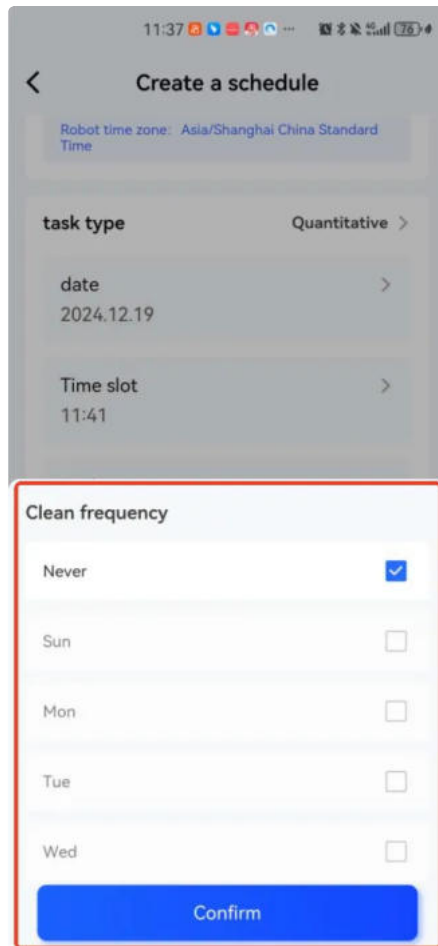 11:37
76
Create a schedule
Robot time zone: Asia/Shanghai China Standard
Time
task type
Quantitative
date
2024.12.19
Time slot
11:41
Clean frequency
Never
Sun
Mon
Tue
Wed
Confirm